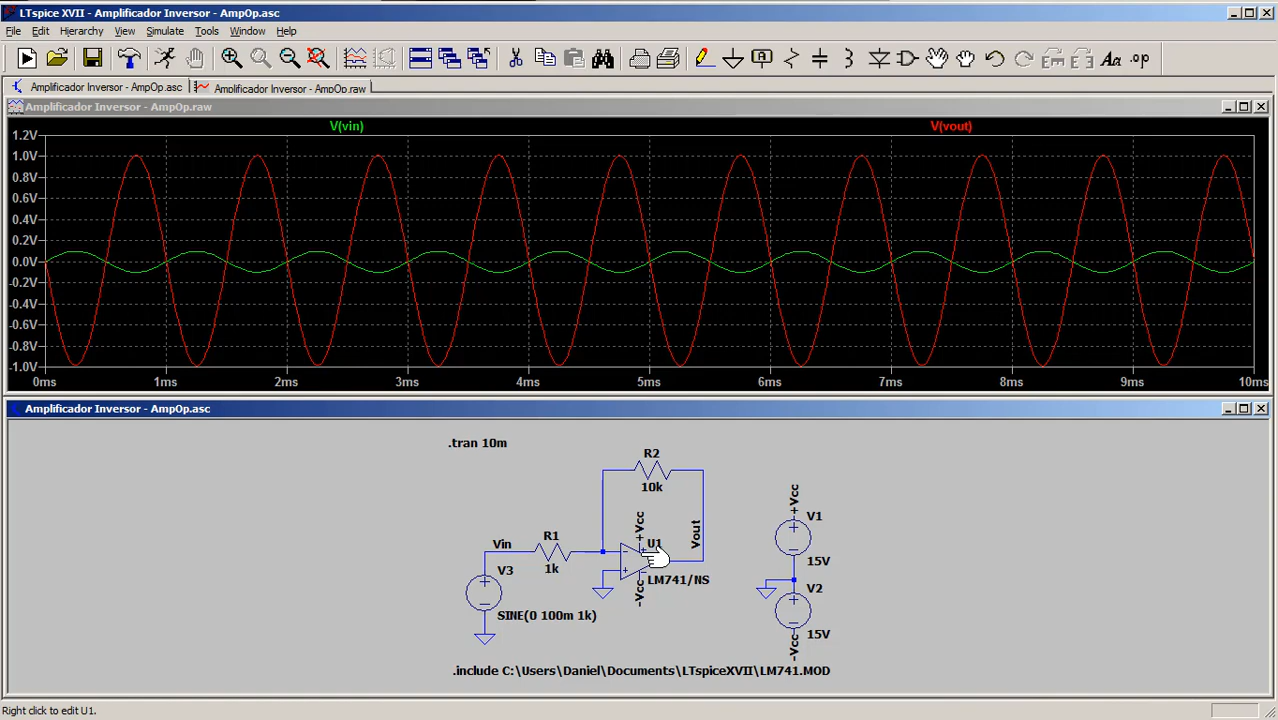 LTspice XVII - Amplificador Inversor - AmpOp.asc
File Edit Hierarchy View Simulate Tools Window Help
Amplificador Inversor - AmpOp.asc Amplificador Inversor - AmpOp.raw
Amplificador Inversor - AmpOp.raw
V(vin) V(vout)
1.2V
1.0V
0.8V
0.6V
0.4V
0.2V
0.0V
-0.2V
-0.4V
-0.6V
-0.8V
-1.0V
0ms 1ms 2ms 3ms 4ms 5ms 6ms 7ms 8ms 9ms 10ms
Amplificador Inversor - AmpOp.asc
.tran 10m
R2
10k
+Vcc
Vout
+Vcc
V1
15V
R1
1k
Vin
U1
LM741/NS
-Vcc
V3
SINE(0 100m 1k)
V2
15V
-Vcc
.include C:\Users\Daniel\Documents\LTspiceXVII\LM741.MOD
Right click to edit U1.